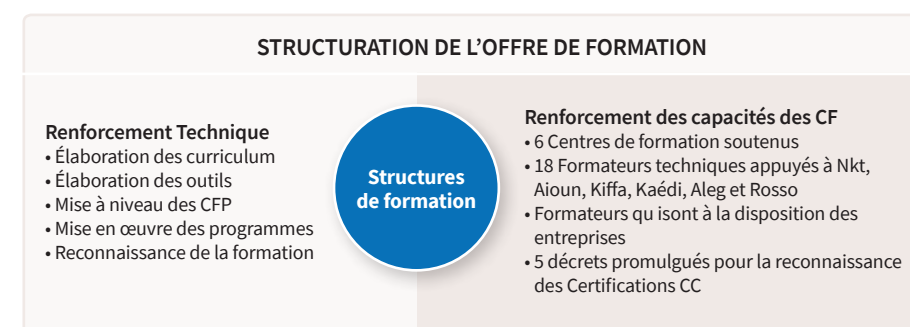 STRUCTURATION DE L'OFFRE DE FORMATION
Renforcement Technique
• Élaboration des curriculum
• Élaboration des outils
• Mise à niveau des CFP
• Mise en œuvre des programmes
• Reconnaissance de la formation
Structures
de formation
Renforcement des capacités des CF
• 6 Centres de formation soutenus
• 18 Formateurs techniques appuyés à Nkt,
Aioun, Kiffa, Kaédi, Aleg et Rosso
• Formateurs qu isont à la disposition des
entreprises
• 5 décrets promulgués pour la reconnaissance
des Certifications CC